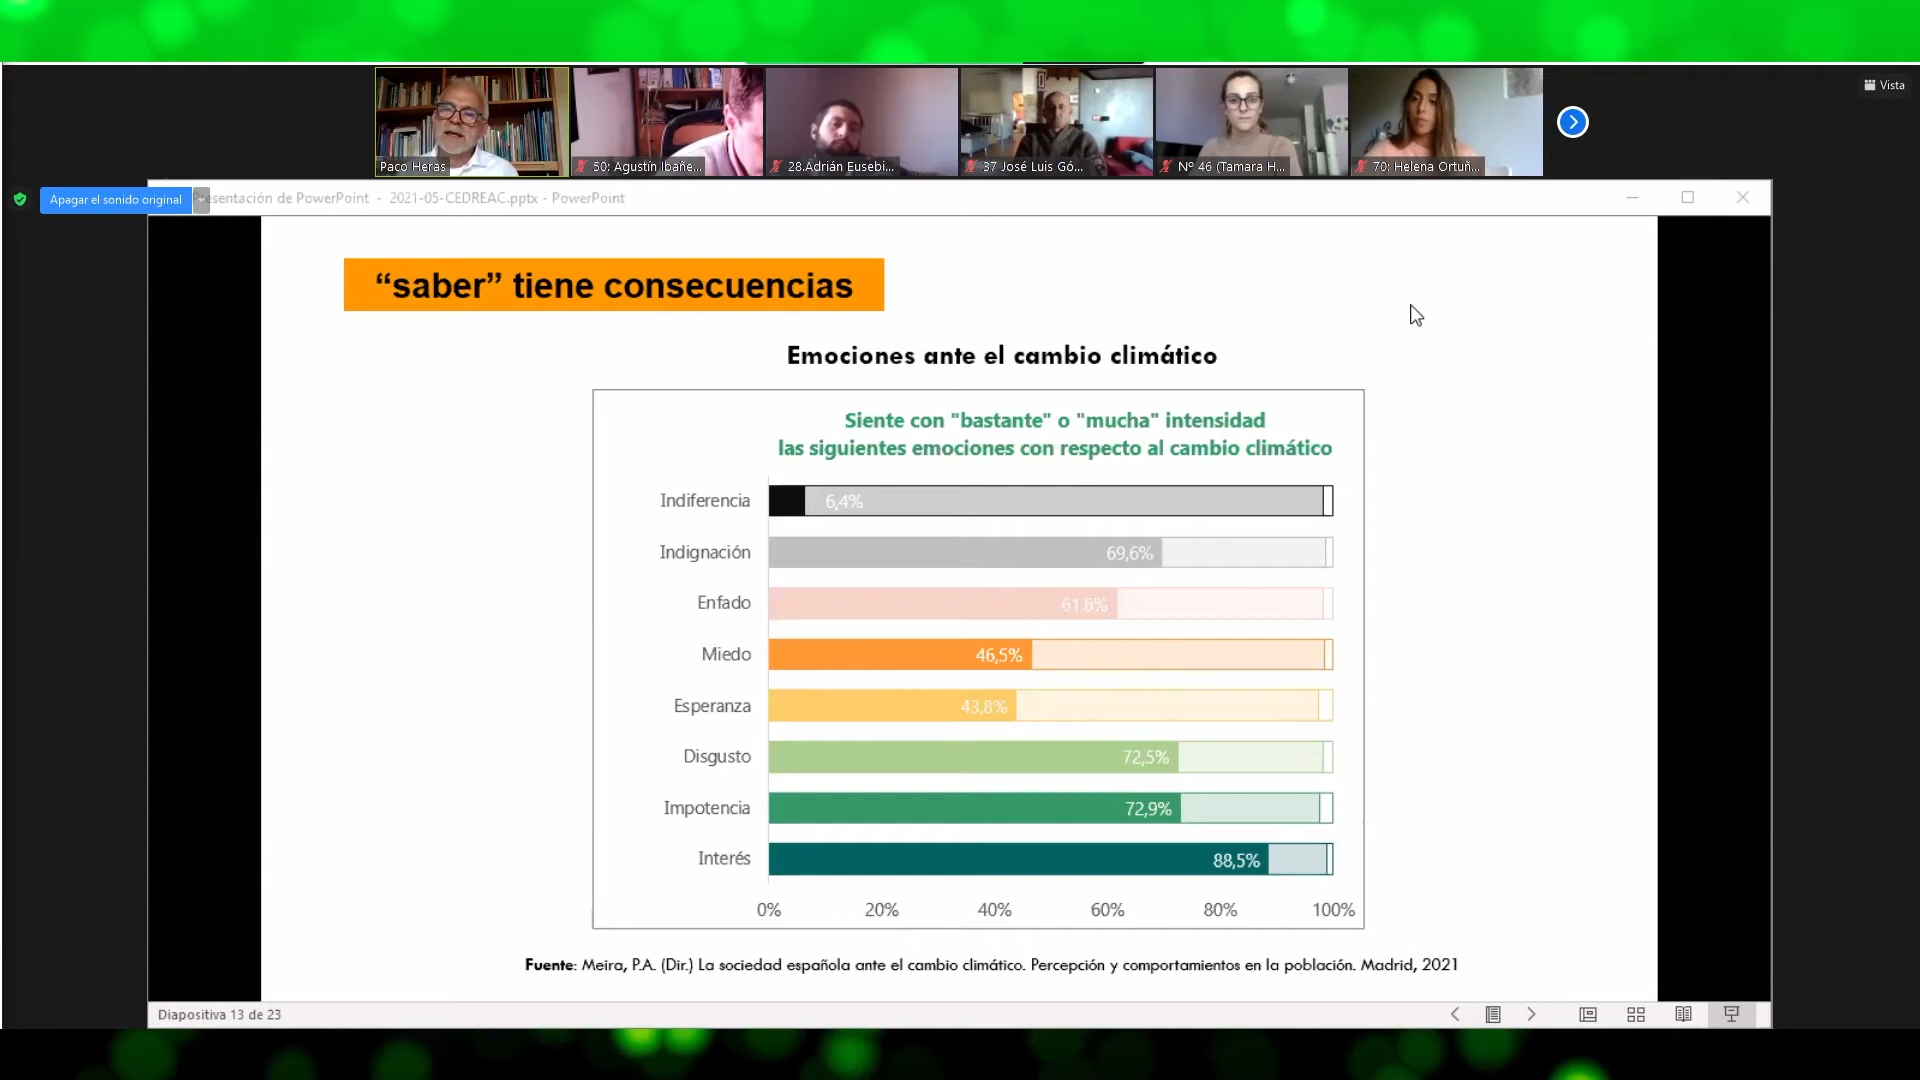 Vista
Paco Heras
50: Agustín Ibañe...
28.Adrián Eusebi...
37 José Luis Gó...
Nº 46 (Tamara H...
70: Helena Ortuñ...
Apagar el sonido original
esentación de PowerPoint - 2021-05-CEDREAC.pptx - PowerPoint
“saber” tiene consecuencias
Emociones ante el cambio climático
Siente con "bastante" o "mucha" intensidad
las siguientes emociones con respecto al cambio climático
Indiferencia 6,4%
Indignación 69,6%
Enfado 61,6%
Miedo 46,5%
Esperanza 43,8%
Disgusto 72,5%
Impotencia 72,9%
Interés 88,5%
0% 20% 40% 60% 80% 100%
Fuente: Meira, P.A. (Dir.) La sociedad española ante el cambio climático. Percepción y comportamientos en la población. Madrid, 2021
Diapositiva 13 de 23